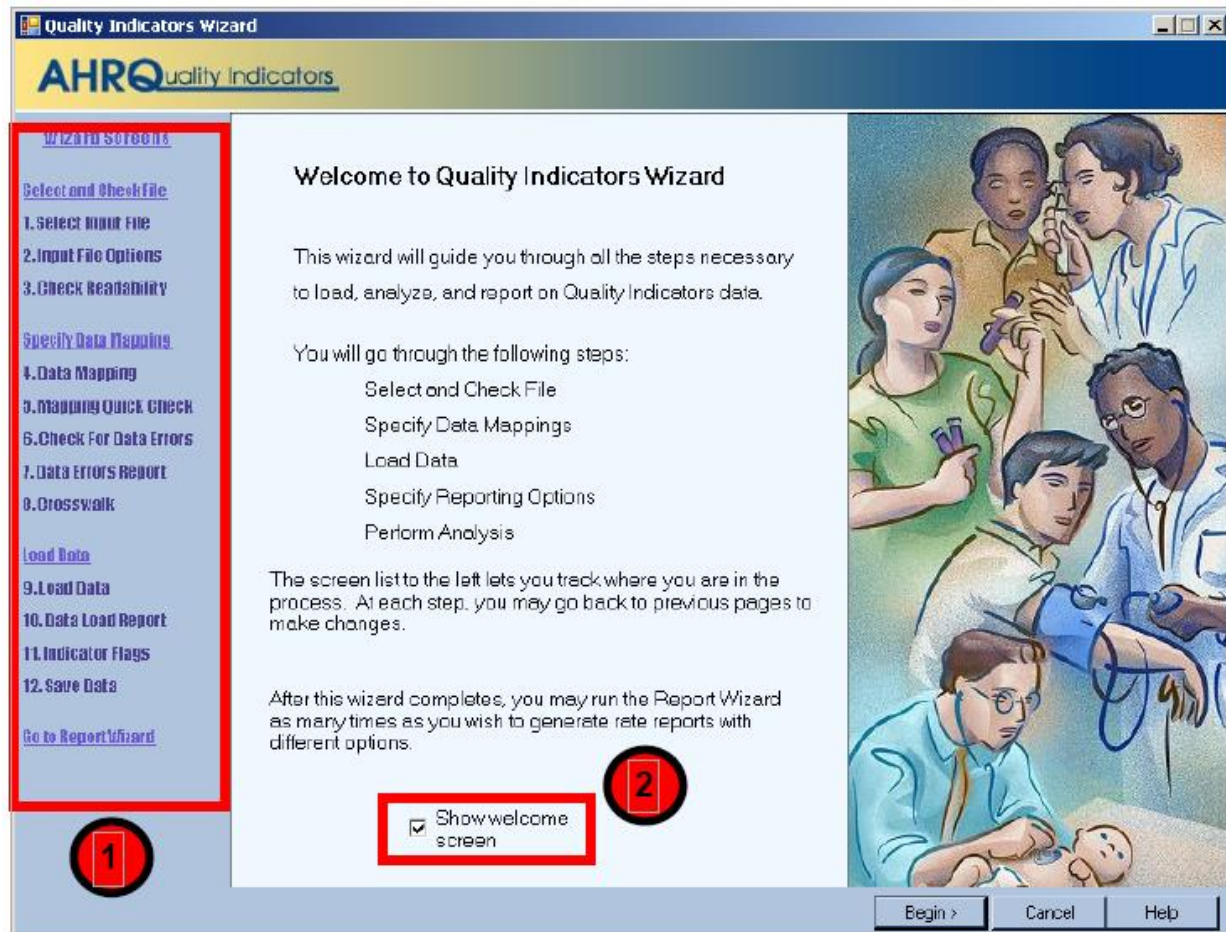 Quality Indicators Wizard
AHRQuality Indicators
Wizard Screens
Select and Check File
1.Select Input File
2.Input File Options
3.Check Readability
Specify Data Mapping
4.Data Mapping
5.Mapping Quick Check
6.Check For Data Errors
7.Data Errors Report
8.Crosswalk
Load Data
9.Load Data
10.Data Load Report
11.Indicator Flags
12.Save Data
Go to Report Wizard
1
Welcome to Quality Indicators Wizard
This wizard will guide you through all the steps necessary
to load, analyze, and report on Quality Indicators data.
You will go through the following steps:
Select and Check File
Specify Data Mappings
Load Data
Specify Reporting Options
Perform Analysis
The screen list to the left lets you track where you are in the
process. At each step, you may go back to previous pages to
make changes.
After this wizard completes, you may run the Report Wizard
as many times as you wish to generate rate reports with
different options.
2
Show welcome
screen
Begin >
Cancel
Help